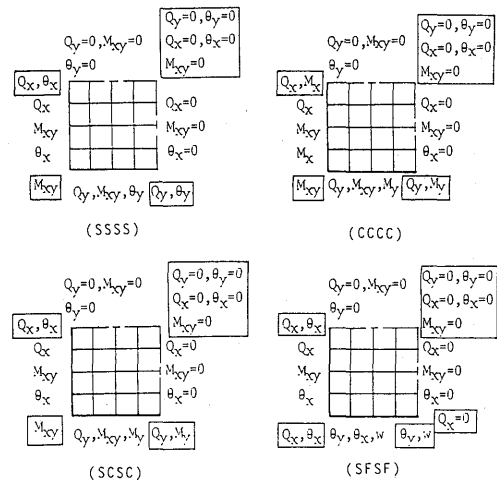 Qy=0,θy=0
Qy=0,Mxy=0 Qx=0,θx=0
θy=0 Mxy=0
Qx,θx
Qx Qx=0
Mxy Mxy=0
θx θx=0
Mxy Qy,Mxy,θy Qy,θy
(SSSS)
Qy=0,θy=0
Qy=0,Mxy=0 Qx=0,θx=0
θy=0 Mxy=0
Qx,Mx
Qx Qx=0
Mxy Mxy=0
Mx θx=0
Mxy Qy,Mxy,My Qy,My
(CCCC)
Qy=0,θy=0
Qy=0,Mxy=0 Qx=0,θx=0
θy=0 Mxy=0
Qx,θx
Qx Qx=0
Mxy Mxy=0
θx θx=0
Mxy Qy,Mxy,My Qy,My
(SCSC)
Qy=0,θy=0
Qy=0,Mxy=0 Qx=0,θx=0
θy=0 Mxy=0
Qx,θx
Qx Qx=0
Mxy Mxy=0
θx θx=0
Qx=0
Qx,θx θy,θx,w θy,w
(SFSF)